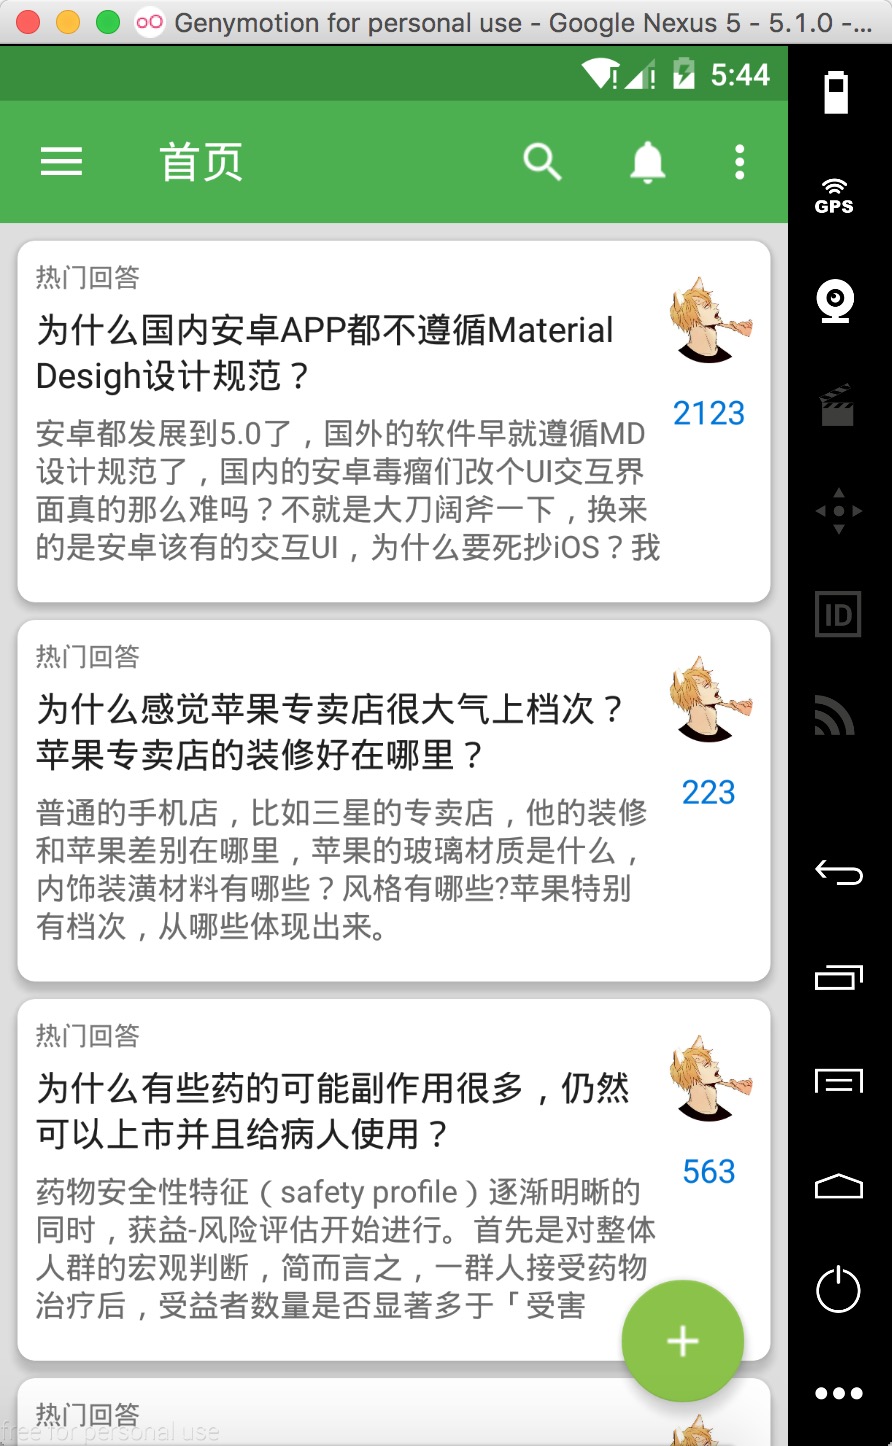 Genymotion for personal use - Google Nexus 5 - 5.1.0 -...
5:44
首页
GPS
热门回答
为什么国内安卓APP都不遵循Material
Desigh设计规范？
2123
安卓都发展到5.0了，国外的软件早就遵循MD
设计规范了，国内的安卓毒瘤们改个UI交互界
面真的那么难吗？不就是大刀阔斧一下，换来
的是安卓该有的交互UI，为什么要死抄iOS？我
ID
热门回答
为什么感觉苹果专卖店很大气上档次？
苹果专卖店的装修好在哪里？
223
普通的手机店，比如三星的专卖店，他的装修
和苹果差别在哪里，苹果的玻璃材质是什么，
内饰装潢材料有哪些？风格有哪些?苹果特别
有档次，从哪些体现出来。
热门回答
为什么有些药的可能副作用很多，仍然
可以上市并且给病人使用？
563
药物安全性特征（safety profile）逐渐明晰的
同时，获益-风险评估开始进行。首先是对整体
人群的宏观判断，简而言之，一群人接受药物
治疗后，受益者数量是否显著多于「受害
热门回答
free for personal use